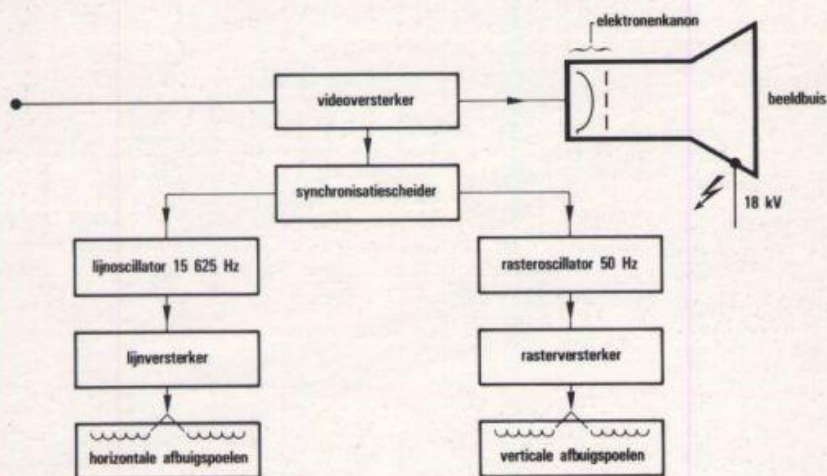 elektronenkanon
videoversterker
beeldbuis
synchronisatiescheider
18 kV
lijnoscillator 15 625 Hz
rasteroscillator 50 Hz
lijnversterker
rasterversterker
horizontale afbuigspoelen
verticale afbuigspoelen